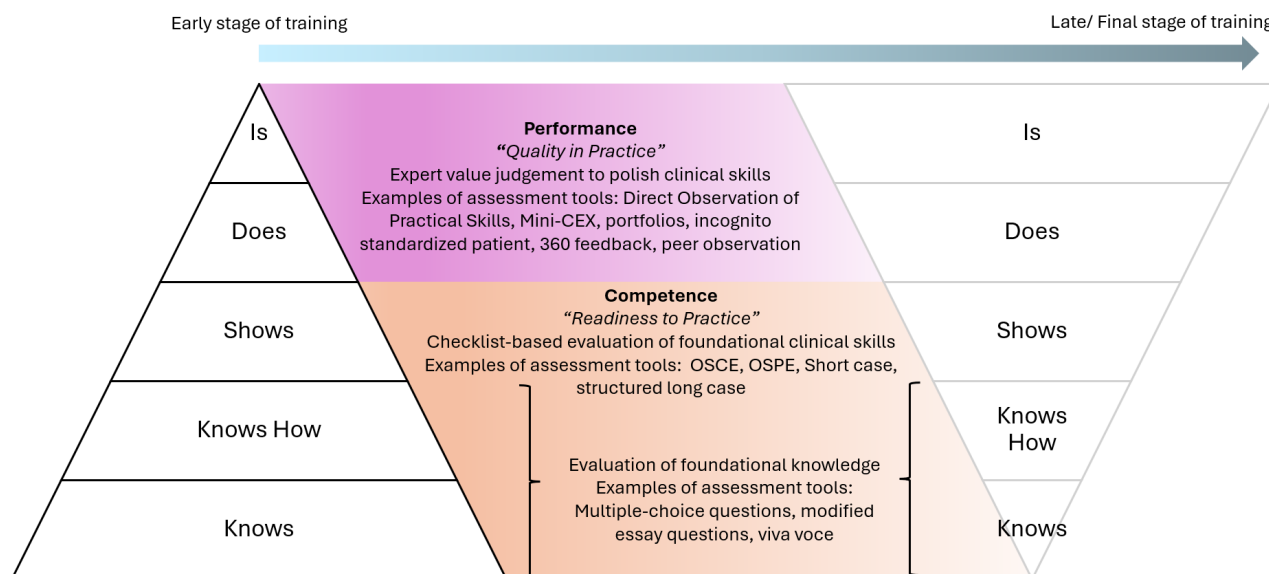 Early stage of training
Late/ Final stage of training
Is
Does
Shows
Knows How
Knows
Performance
“Quality in Practice”
Expert value judgement to polish clinical skills
Examples of assessment tools: Direct Observation of
Practical Skills, Mini-CEX, portfolios, incognito
standardized patient, 360 feedback, peer observation
Competence
“Readiness to Practice”
Checklist-based evaluation of foundational clinical skills
Examples of assessment tools:  OSCE, OSPE, Short case,
structured long case
Evaluation of foundational knowledge
Examples of assessment tools:
Multiple-choice questions, modified
essay questions, viva voce
Is
Does
Shows
Knows
How
Knows